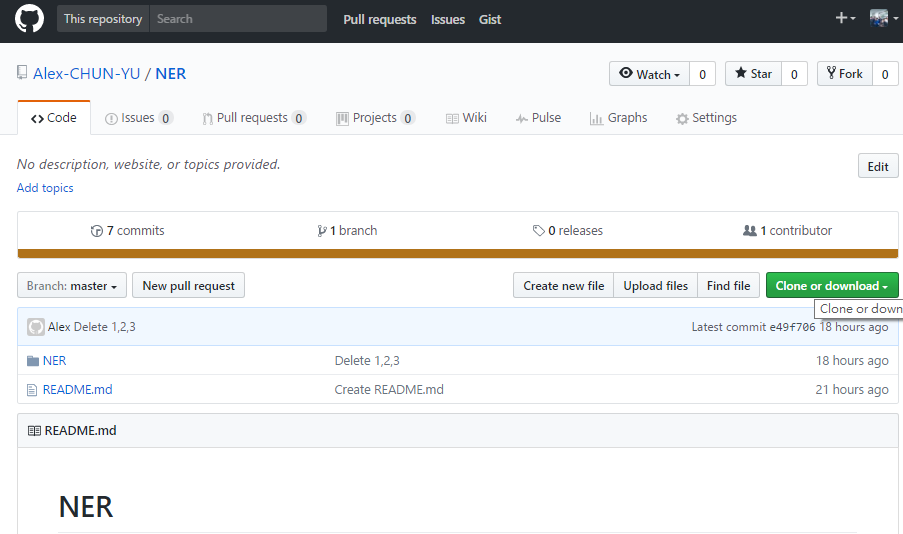 This repository Search Pull requests Issues Gist
Alex-CHUN-YU / NER Watch 0 Star 0 Fork 0
Code Issues 0 Pull requests 0 Projects 0 Wiki Pulse Graphs Settings
No description, website, or topics provided. Edit
Add topics
7 commits 1 branch 0 releases 1 contributor
Branch: master New pull request Create new file Upload files Find file Clone or download
Clone or down
Alex Delete 1,2,3 Latest commit e49f706 18 hours ago
NER Delete 1,2,3 18 hours ago
README.md Create README.md 21 hours ago
README.md
NER